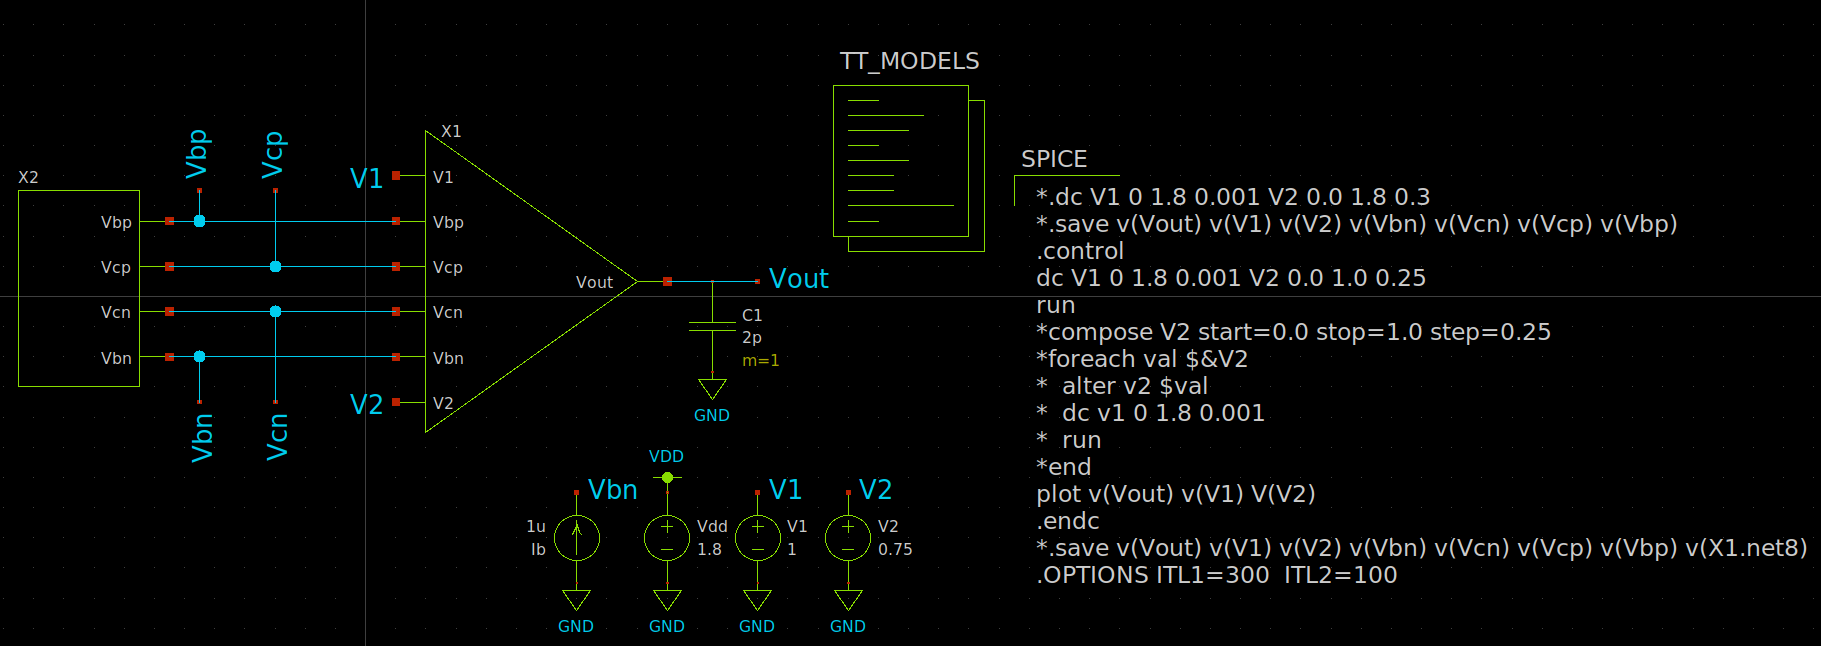 TT_MODELS
Vbp
Vcp
X1
X2
V1
V1
Vbp
Vbp
Vcp
Vcp
Vout
Vout
Vcn
Vcn
C1
2p
m=1
Vbn
Vbn
V2
V2
GND
Vbn
Vcn
SPICE
*.dc V1 0 1.8 0.001 V2 0.0 1.8 0.3
*.save v(Vout) v(V1) v(V2) v(Vbn) v(Vcn) v(Vcp) v(Vbp)
.control
dc V1 0 1.8 0.001 V2 0.0 1.0 0.25
run
*compose V2 start=0.0 stop=1.0 step=0.25
*foreach val $&V2
*  alter v2 $val
*  dc v1 0 1.8 0.001
*  run
*end
plot v(Vout) v(V1) V(V2)
.endc
*.save v(Vout) v(V1) v(V2) v(Vbn) v(Vcn) v(Vcp) v(Vbp) v(X1.net8)
.OPTIONS ITL1=300  ITL2=100
VDD
Vbn
V1
V2
1u
Ib
Vdd
1.8
V1
1
V2
0.75
GND
GND
GND
GND